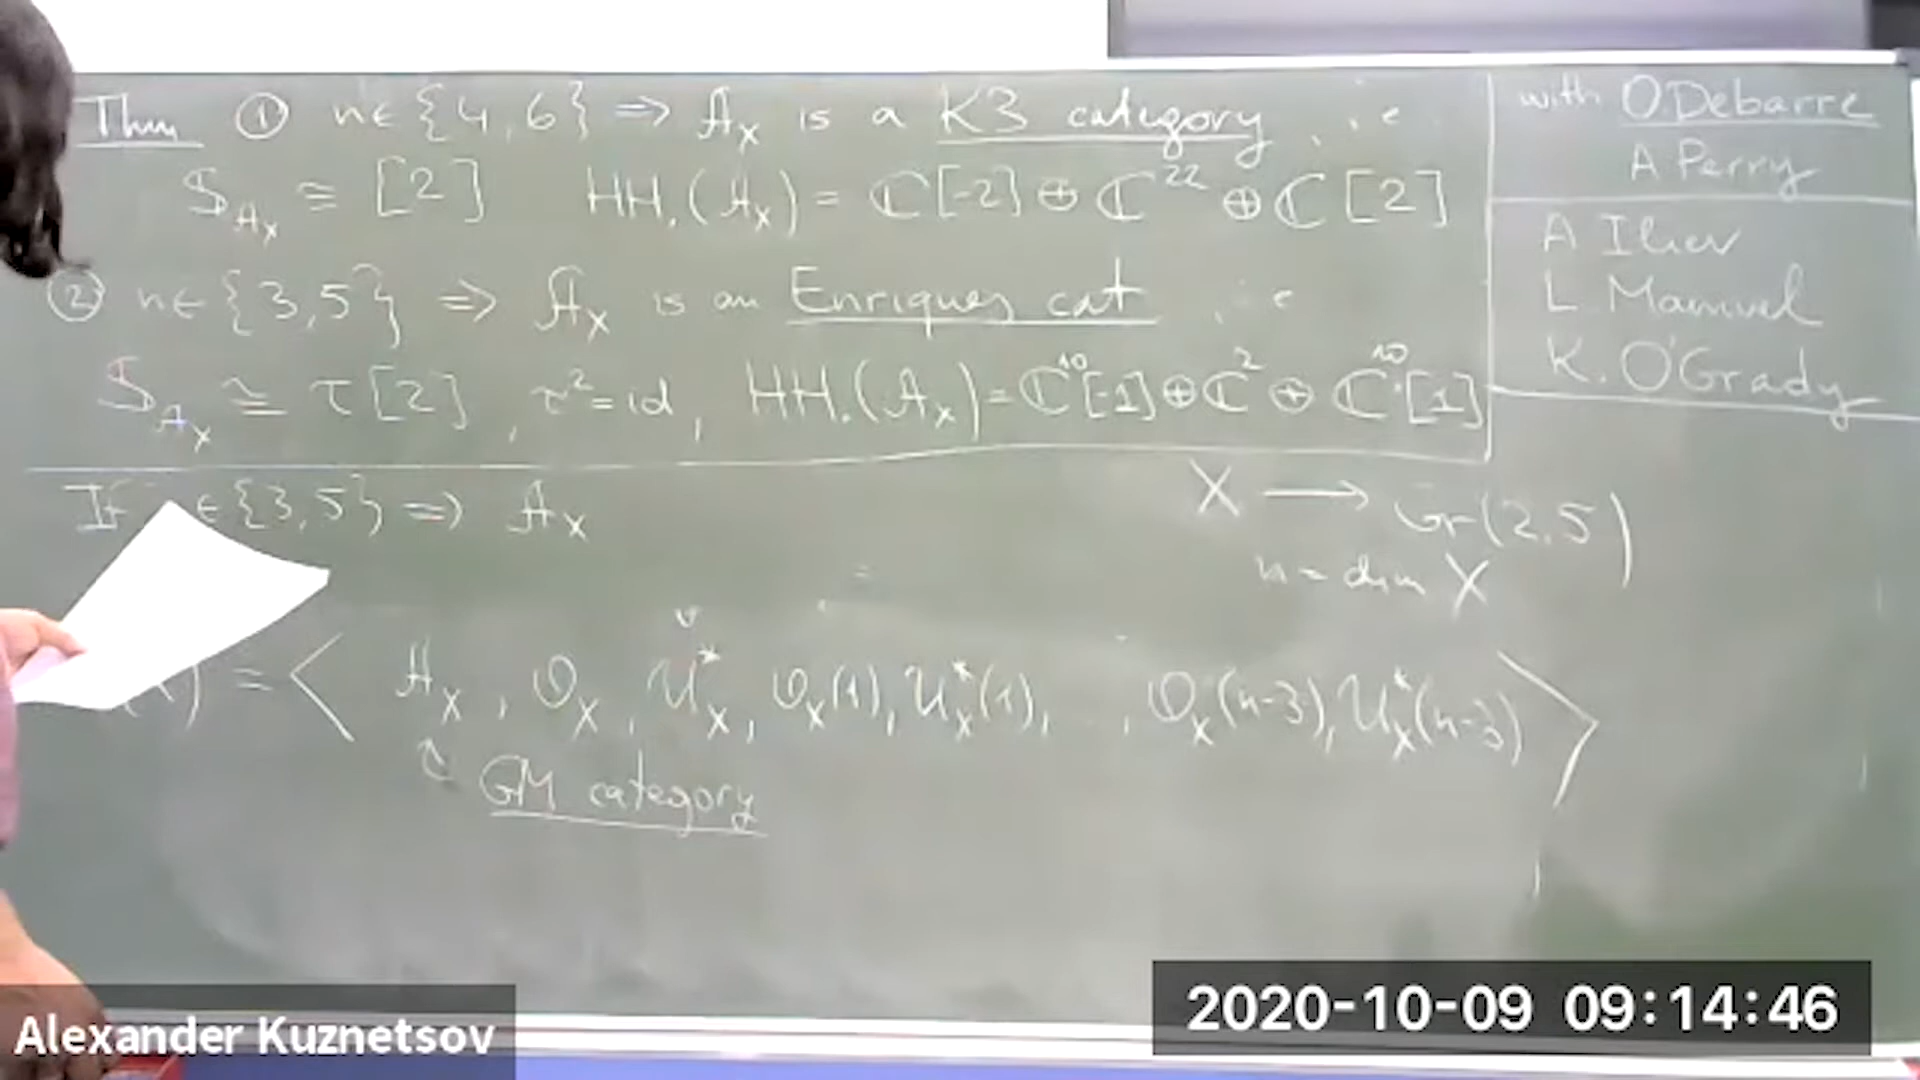 Thm ① n∈{4,6} ⇒ A_X is a K3 category, i.e
S_{A_X} ≅ [2] HH.(A_X) = ℂ[-2] ⊕ ℂ^22 ⊕ ℂ[2]
② n∈{3,5} ⇒ A_X is an Enriques cat, i.e
S_{A_X} ≅ τ[2], τ²=id, HH.(A_X) = ℂ^10[-1] ⊕ ℂ^2 ⊕ ℂ^10[1]
with O.Debarre
A Perry
A Iliev
L. Manivel
K. O'Grady
If ∈{3,5} ⇒ A_X
X → Gr(2,5)
n = dim X
) = ⟨ A_X, O_X, U*_X, O_X(1), U*_X(1), , O_X(n-3), U*_X(n-3) ⟩
GM category
Alexander Kuznetsov
2020-10-09 09:14:46